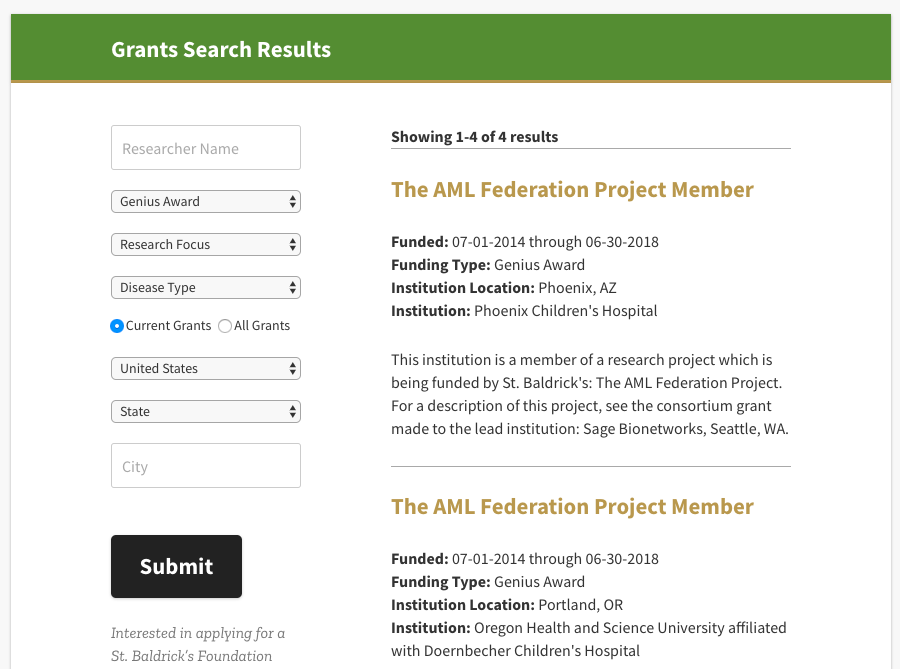 Grants Search Results
Researcher Name
Genius Award
Research Focus
Disease Type
Current Grants All Grants
United States
State
City
Submit
Interested in applying for a
St. Baldrick's Foundation
Showing 1-4 of 4 results
The AML Federation Project Member
Funded: 07-01-2014 through 06-30-2018
Funding Type: Genius Award
Institution Location: Phoenix, AZ
Institution: Phoenix Children's Hospital
This institution is a member of a research project which is
being funded by St. Baldrick's: The AML Federation Project.
For a description of this project, see the consortium grant
made to the lead institution: Sage Bionetworks, Seattle, WA.
The AML Federation Project Member
Funded: 07-01-2014 through 06-30-2018
Funding Type: Genius Award
Institution Location: Portland, OR
Institution: Oregon Health and Science University affiliated
with Doernbecher Children's Hospital